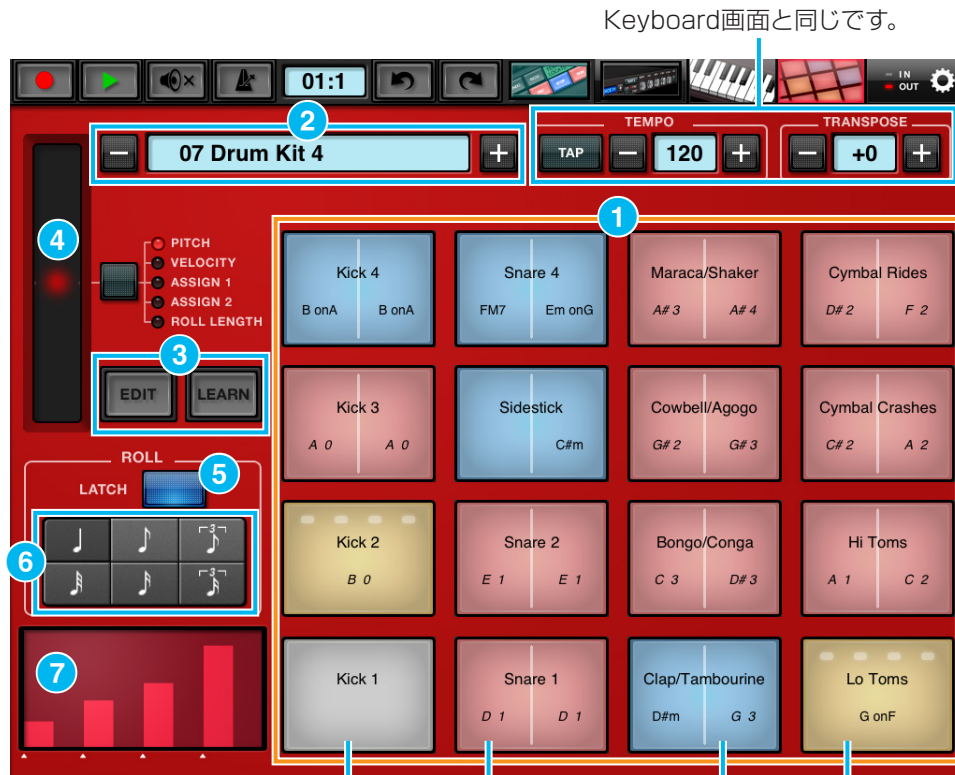 Keyboard画面と同じです。
01:1
IN
OUT
2
TEMPO
TRANSPOSE
07 Drum Kit 4
TAP
120
+0
1
4
PITCH
VELOCITY
ASSIGN 1
ASSIGN 2
ROLL LENGTH
Kick 4
B onA B onA
Snare 4
FM7 Em onG
Maraca/Shaker
A# 3 A# 4
Cymbal Rides
D# 2 F 2
3
EDIT
LEARN
Kick 3
A 0 A 0
Sidestick
C#m
Cowbell/Agogo
G# 2 G# 3
Cymbal Crashes
C# 2 A 2
ROLL
5
LATCH
6
3
3
Kick 2
B 0
Snare 2
E 1 E 1
Bongo/Conga
C 3 D# 3
Hi Toms
A 1 C 2
7
Kick 1
Snare 1
D 1 D 1
Clap/Tambourine
D#m G 3
Lo Toms
G onF